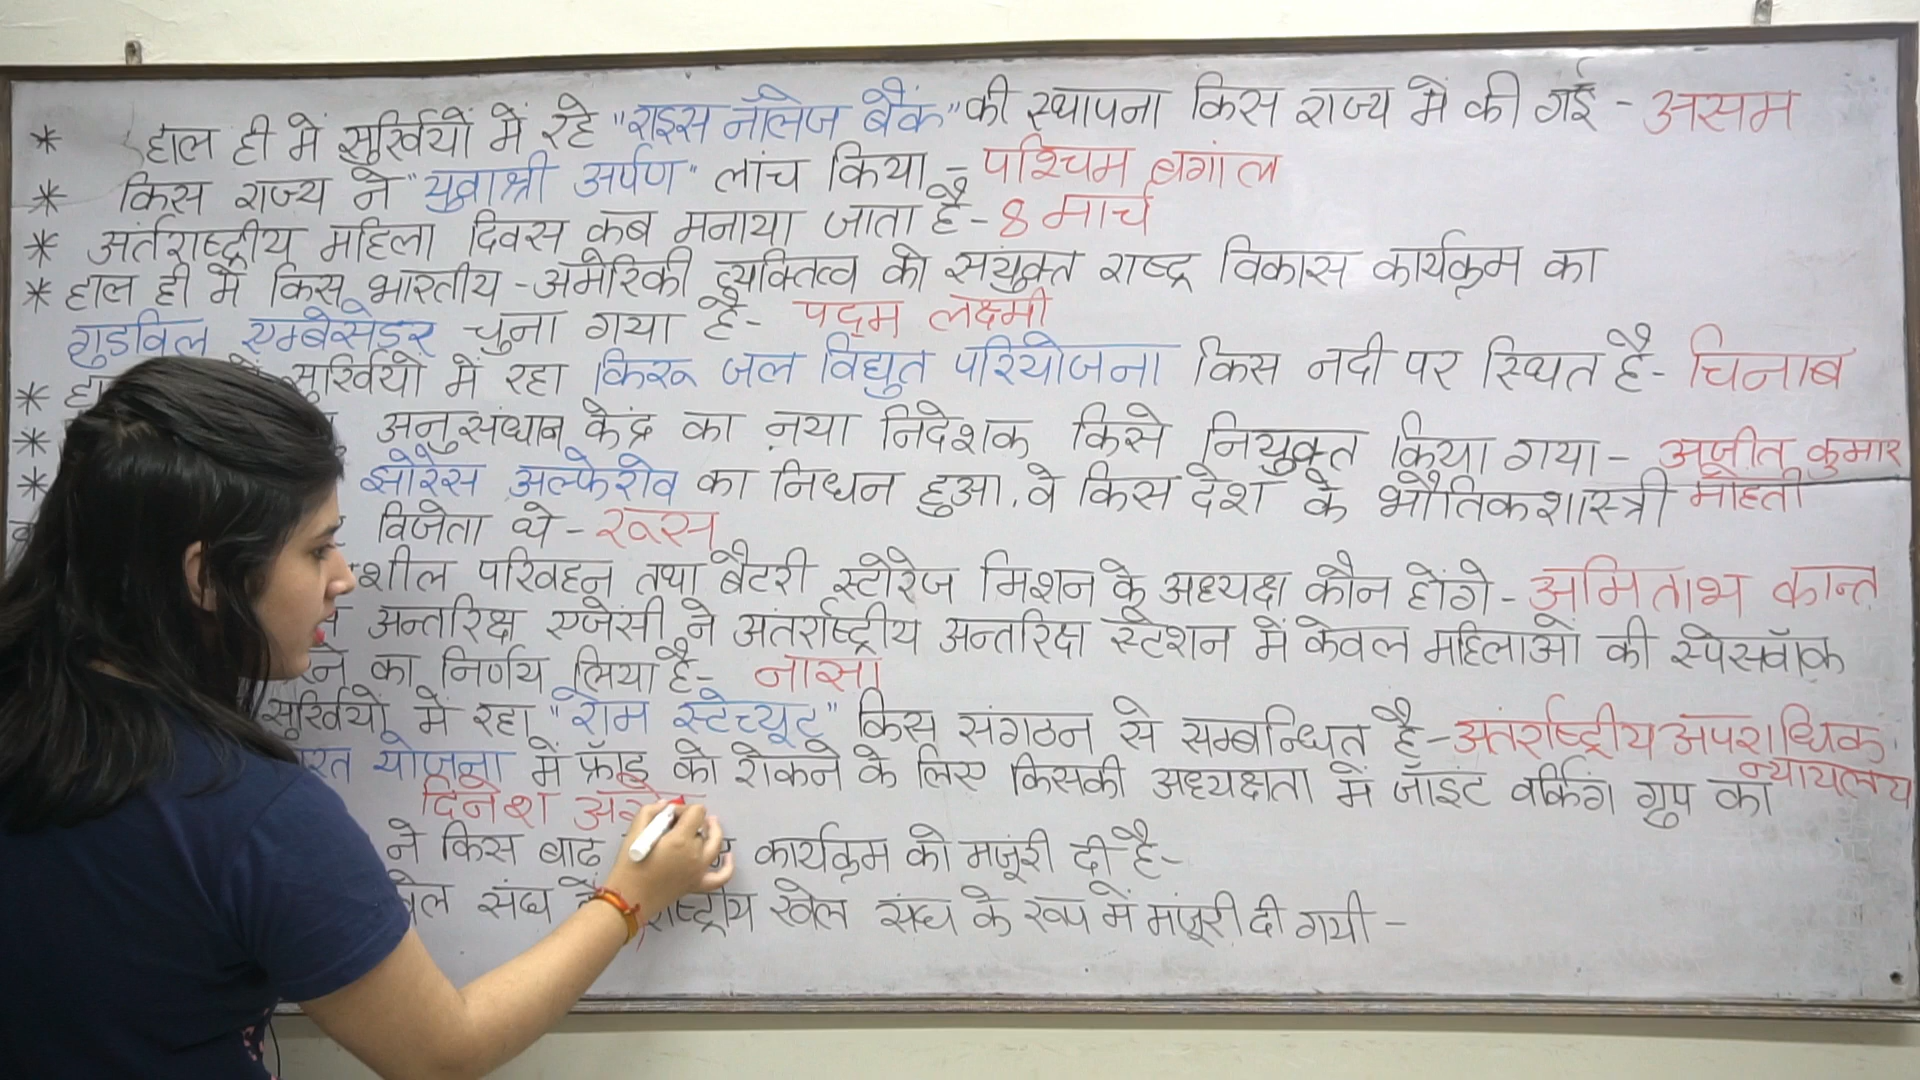 * हाल ही में सुर्खियों में रहे "राइस नॉलेज बैंक" की स्थापना किस राज्य में की गई - असम
* किस राज्य ने "युवाश्री अर्पण" लांच किया - पश्चिम बगांल
* अंर्तराष्ट्रीय महिला दिवस कब मनाया जाता है - 8 मार्च
* हाल ही में किस भारतीय - अमेरिकी व्यक्तित्व को संयुक्त राष्ट्र विकास कार्यक्रम का
गुडविल एम्बेसेडर चुना गया है - पद्म लक्ष्मी
* सुर्खियों में रहा किरू जल विद्युत परियोजना किस नदी पर स्थित है - चिनाब
* अनुसंधान केंद्र का नया निदेशक किसे नियुक्त किया गया - अजीत कुमार
मोहंती
* झोरैस अल्फेरोव का निधन हुआ, वे किस देश के भौतिकशास्त्री
विजेता थे - रूस
शील परिवहन तथा बैटरी स्टोरेज मिशन के अध्यक्ष कौन होंगे - अमिताभ कान्त
अन्तरिक्ष एजेंसी ने अंतर्राष्ट्रीय अन्तरिक्ष स्टेशन में केवल महिलाओं की स्पेसवॉक
का निर्णय लिया है - नासा
सुर्खियों में रहा "रोम स्टेच्यूट" किस संगठन से सम्बन्धित है - अंतर्राष्ट्रीय अपराधिक
न्यायलय
योजना में फ्रॉड को रोकने के लिए किसकी अध्यक्षता में जॉइंट वर्किंग ग्रुप का
दिनेश
ने किस बाढ़ कार्यक्रम को मंजूरी दी है -
खेल संघ राष्ट्रीय खेल संघ के रूप में मंजूरी दी गयी -